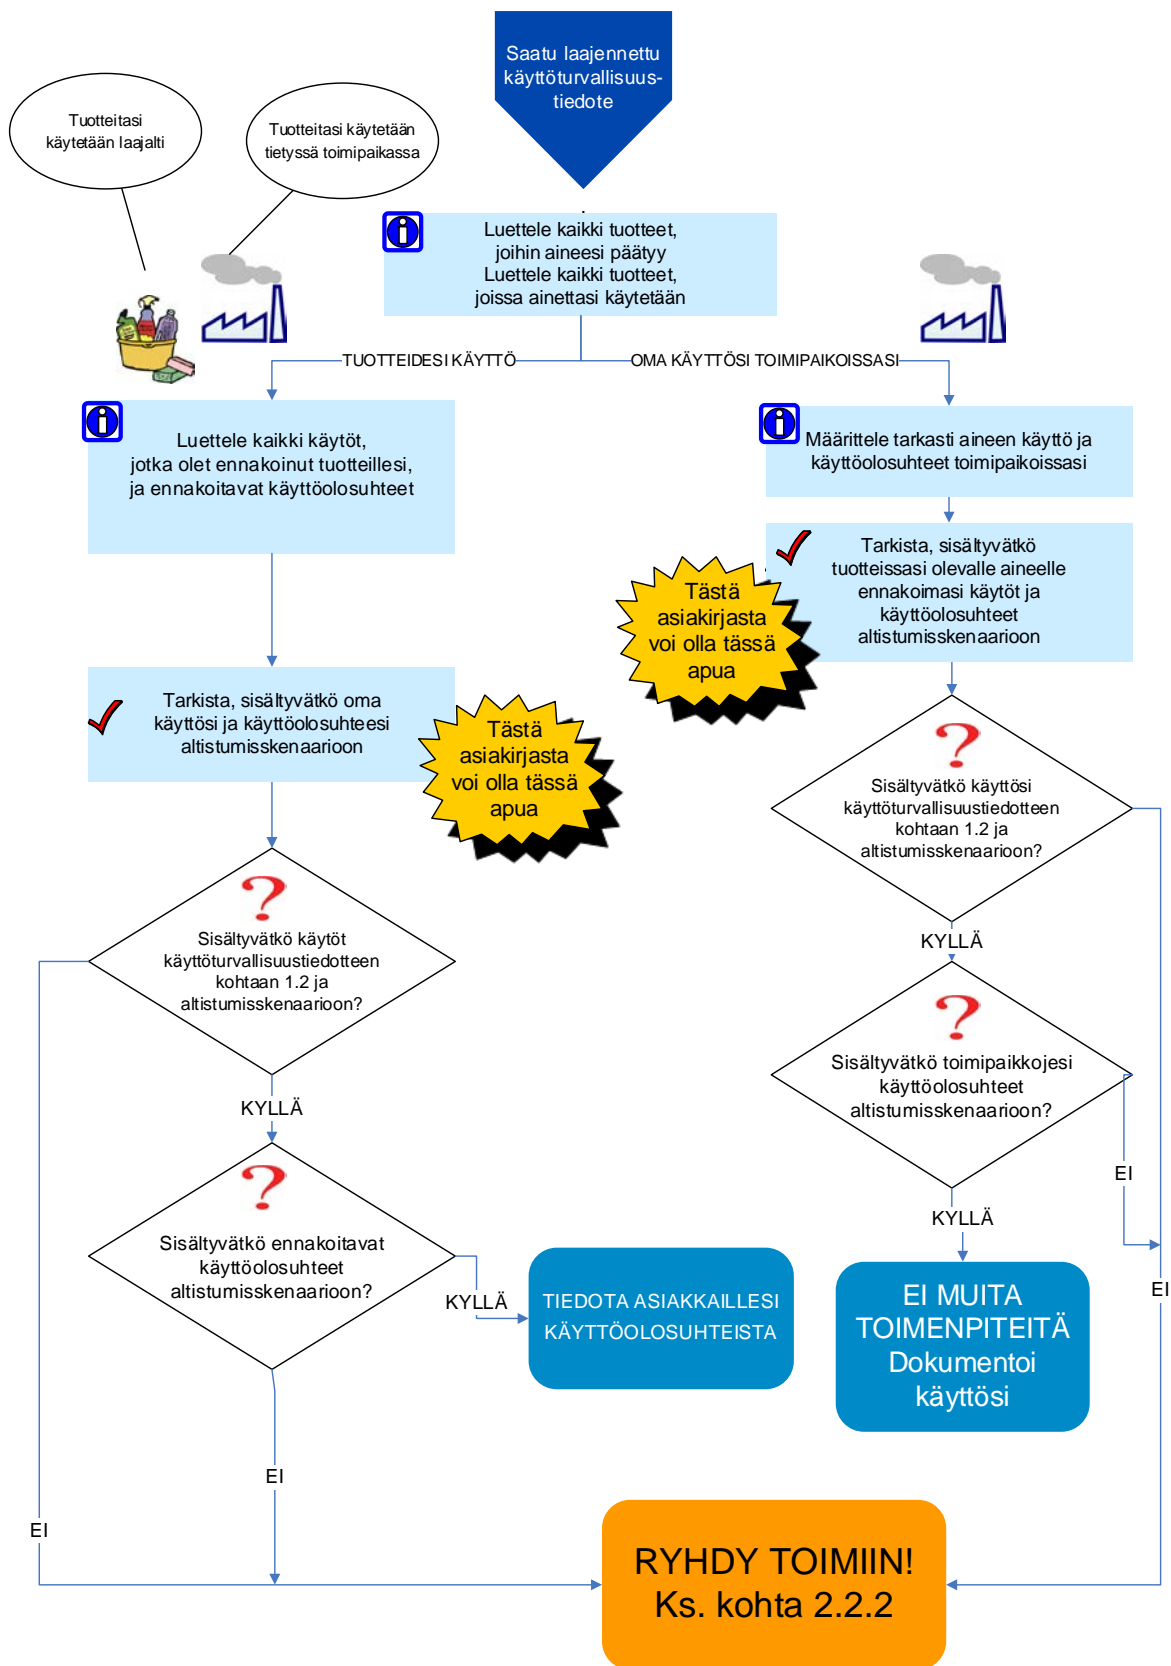 Saatu laajennettu
käyttöturvallisuus-
tiedote
Tuotteitasi
käytetään laajalti
Tuotteitasi käytetään
tietyssä toimipaikassa
Luettele kaikki tuotteet,
joihin aineesi päätyy
Luettele kaikki tuotteet,
joissa ainettasi käytetään
TUOTTEIDESI KÄYTTÖ
OMA KÄYTTÖSI TOIMIPAIKOISSASI
Luettele kaikki käytöt,
jotka olet ennakoinut tuotteillesi,
ja ennakoitavat käyttöolosuhteet
Määrittele tarkasti aineen käyttö ja
käyttöolosuhteet toimipaikoissasi
Tarkista, sisältyvätkö
tuotteissasi olevalle aineelle
ennakoimasi käytöt ja
käyttöolosuhteet
altistumisskenaarioon
Tästä
asiakirjasta
voi olla tässä
apua
Tarkista, sisältyvätkö oma
käyttösi ja käyttöolosuhteesi
altistumisskenaarioon
Tästä
asiakirjasta
voi olla tässä
apua
?
Sisältyvätkö käyttösi
käyttöturvallisuustiedotteen
kohtaan 1.2 ja
altistumisskenaarioon?
?
Sisältyvätkö käytöt
käyttöturvallisuustiedotteen
kohtaan 1.2 ja
altistumisskenaarioon?
KYLLÄ
?
Sisältyvätkö toimipaikkojesi
käyttöolosuhteet
altistumisskenaarioon?
KYLLÄ
EI
?
Sisältyvätkö ennakoitavat
käyttöolosuhteet
altistumisskenaarioon?
KYLLÄ
KYLLÄ
TIEDOTA ASIAKKAILLESI
KÄYTTÖOLOSUHTEISTA
EI MUITA
TOIMENPITEITÄ
Dokumentoi
käyttösi
EI
EI
EI
RYHDY TOIMIIN!
Ks. kohta 2.2.2